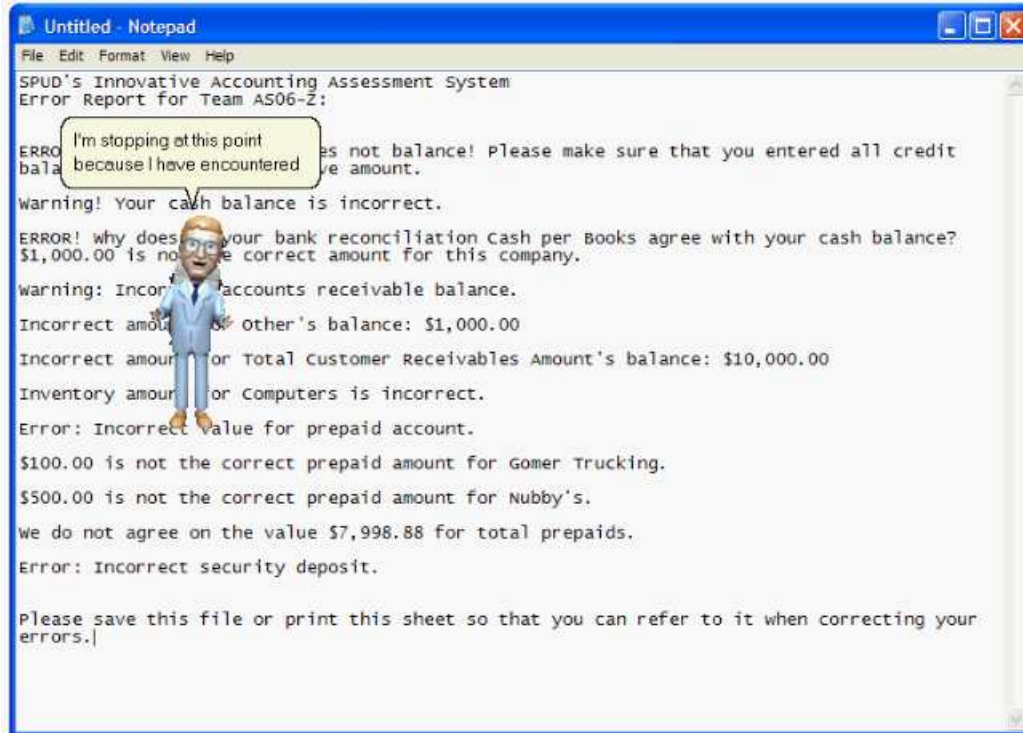 Untitled - Notepad
File Edit Format View Help
SPUD's Innovative Accounting Assessment System
Error Report for Team AS06-Z:
I'm stopping at this point
because I have encountered
ERRO es not balance! Please make sure that you entered all credit
bala ve amount.
Warning! Your cash balance is incorrect.
ERROR! Why does your bank reconciliation Cash per Books agree with your cash balance?
$1,000.00 is no e correct amount for this company.
Warning: Incor accounts receivable balance.
Incorrect amou Other's balance: $1,000.00
Incorrect amour or Total Customer Receivables Amount's balance: $10,000.00
Inventory amour or Computers is incorrect.
Error: Incorrect value for prepaid account.
$100.00 is not the correct prepaid amount for Gomer Trucking.
$500.00 is not the correct prepaid amount for Nubby's.
We do not agree on the value $7,998.88 for total prepaids.
Error: Incorrect security deposit.
Please save this file or print this sheet so that you can refer to it when correcting your
errors.